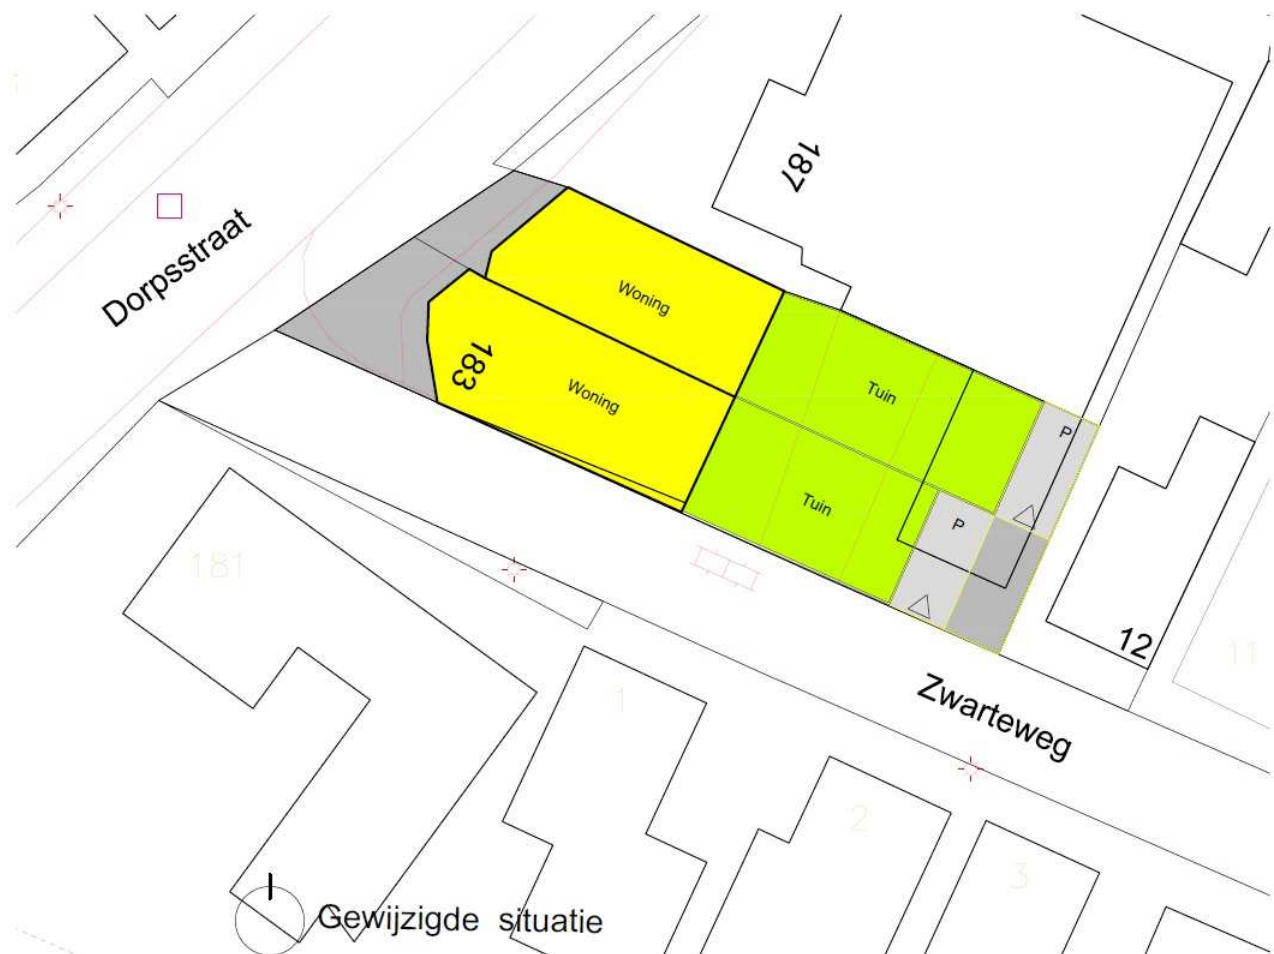 187
Dorpsstraat
Woning
183
Woning
Tuin
P
Tuin
P
181
12
11
1
Zwarteweg
2
3
Gewijzigde situatie